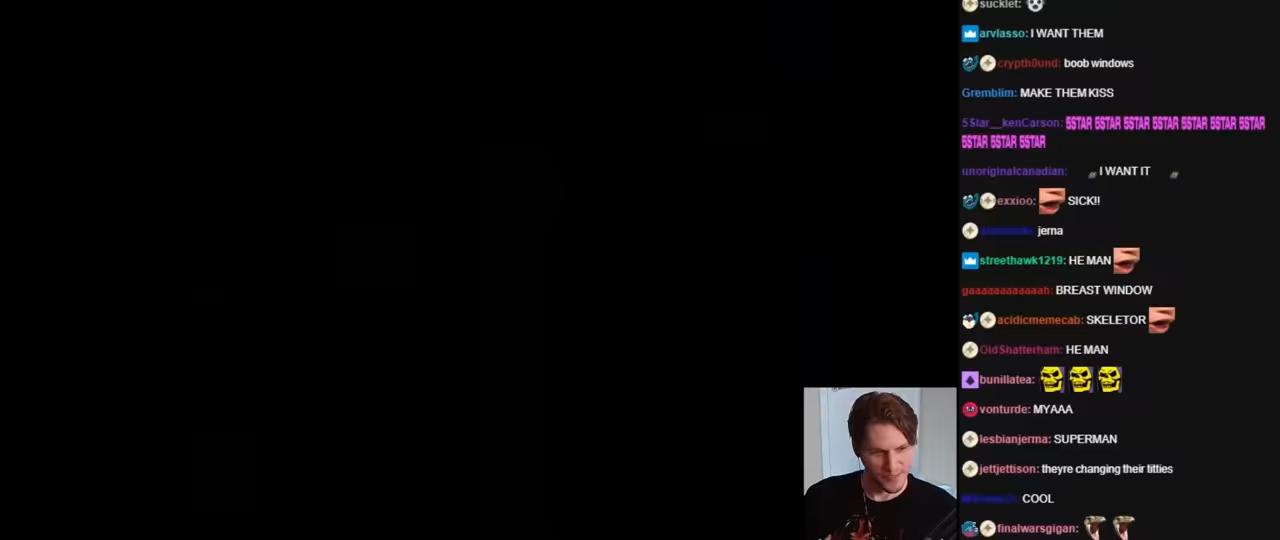 sucklet:
arvlasso: I WANT THEM
crypth0und: boob windows
Gremblim: MAKE THEM KISS
5Star__kenCarson: 5STAR 5STAR 5STAR 5STAR 5STAR 5STAR 5STAR
5STAR 5STAR 5STAR
unoriginalcanadian: I WANT IT
exxioo: SICK!!
jerna
streethawk1219: HE MAN
gaaaaaaaaaaaah: BREAST WINDOW
acidicmemecab: SKELETOR
OldShatterham: HE MAN
bunillatea:
vonturde: MYAAA
lesbianjerma: SUPERMAN
jettjettison: theyre changing their titties
COOL
finalwarsgigan: